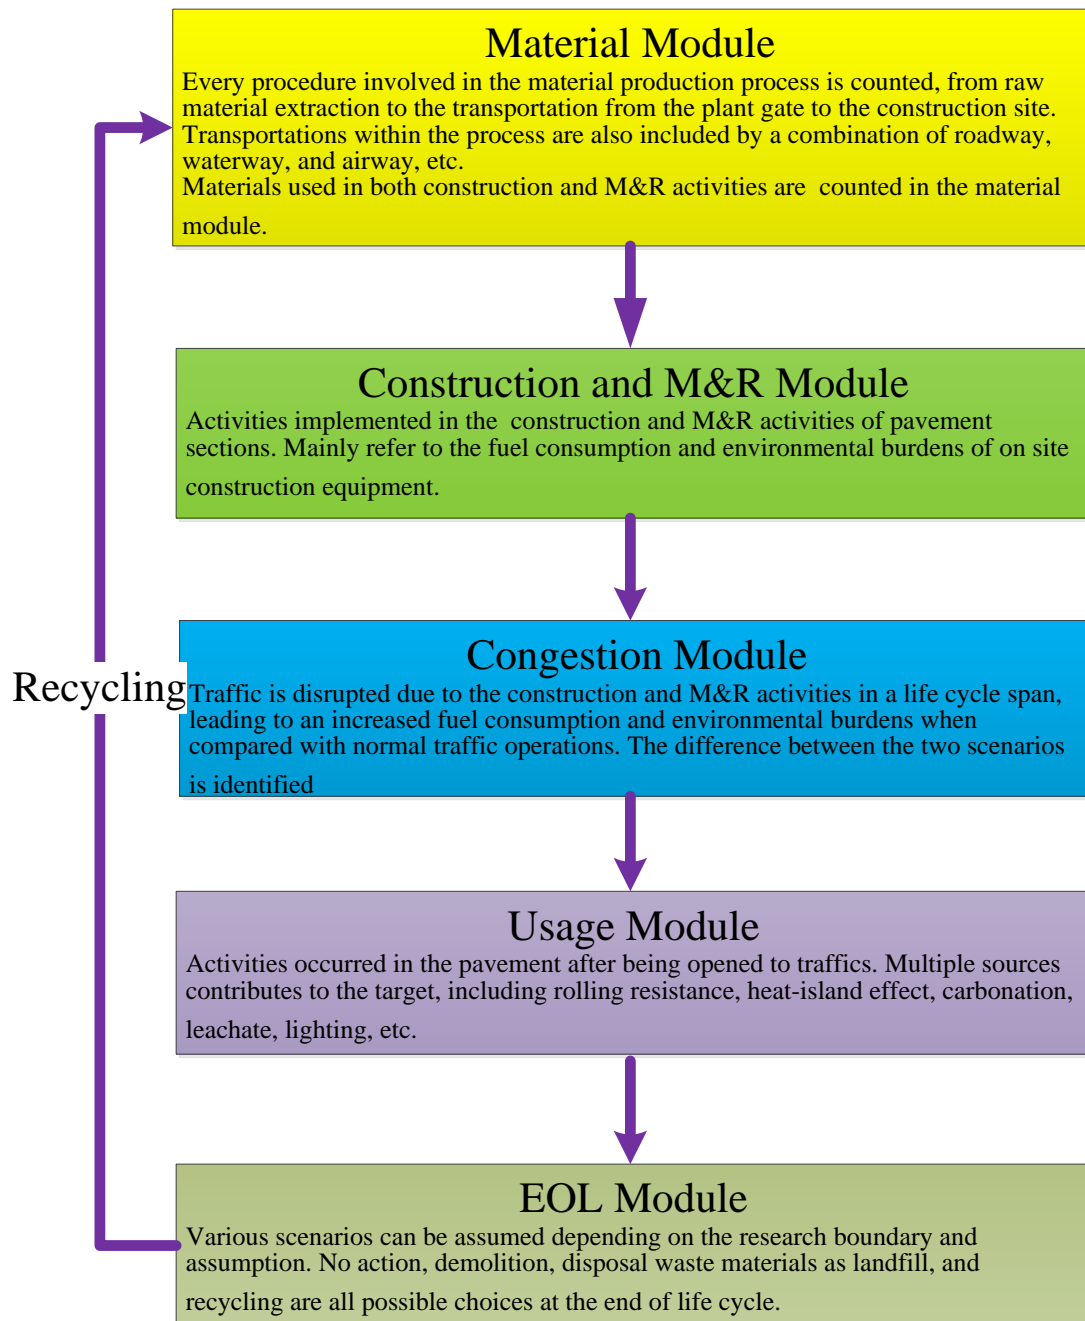 Material Module
Every procedure involved in the material production process is counted, from raw
material extraction to the transportation from the plant gate to the construction site.
Transportations within the process are also included by a combination of roadway,
waterway, and airway, etc.
Materials used in both construction and M&R activities are counted in the material
module.
Construction and M&R Module
Activities implemented in the construction and M&R activities of pavement
sections. Mainly refer to the fuel consumption and environmental burdens of on site
construction equipment.
Congestion Module
Recycling
Traffic is disrupted due to the construction and M&R activities in a life cycle span,
leading to an increased fuel consumption and environmental burdens when
compared with normal traffic operations. The difference between the two scenarios
is identified
Usage Module
Activities occurred in the pavement after being opened to traffics. Multiple sources
contributes to the target, including rolling resistance, heat-island effect, carbonation,
leachate, lighting, etc.
EOL Module
Various scenarios can be assumed depending on the research boundary and
assumption. No action, demolition, disposal waste materials as landfill, and
recycling are all possible choices at the end of life cycle.